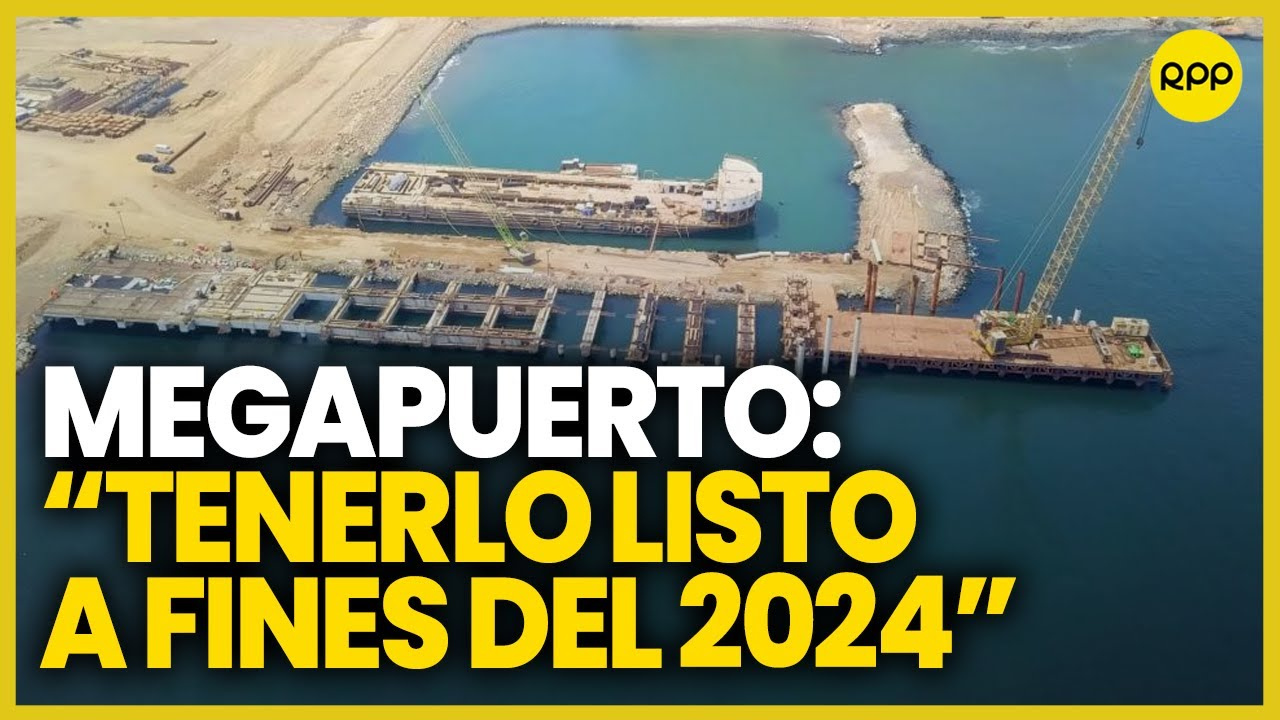 RPP
MEGAPUERTO:
“TENERLO LISTO
A FINES DEL 2024”